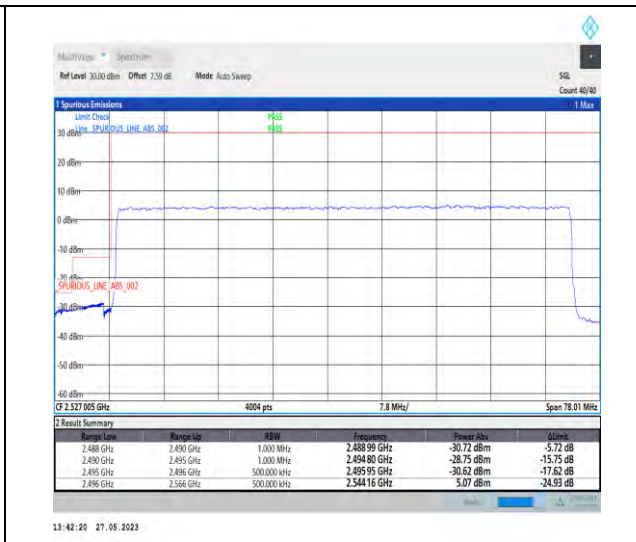 MultiView Spectrum
Ref Level 30.00 dBm Offset 7.59 dB Mode Auto Sweep SGL
Count 40/40
1 Spurious Emissions 1 Max
Limit Check PASS
30 dBm Line SPURIOUS_LINE_ABS_002 PASS
20 dBm
10 dBm
0 dBm
-10 dBm
-20 dBm
SPURIOUS_LINE_ABS_002
-30 dBm
-40 dBm
-50 dBm
-60 dBm
CF 2.527 005 GHz 4004 pts 7.8 MHz/ Span 78.01 MHz
2 Result Summary
Range Low Range Up RBW Frequency Power Abs ΔLimit
2.488 GHz 2.490 GHz 1.000 MHz 2.488 99 GHz -30.72 dBm -5.72 dB
2.490 GHz 2.495 GHz 1.000 MHz 2.494 80 GHz -28.75 dBm -15.75 dB
2.495 GHz 2.496 GHz 500.000 kHz 2.495 95 GHz -30.62 dBm -17.62 dB
2.496 GHz 2.566 GHz 500.000 kHz 2.544 16 GHz 5.07 dBm -24.93 dB
13:42:20 27.05.2023